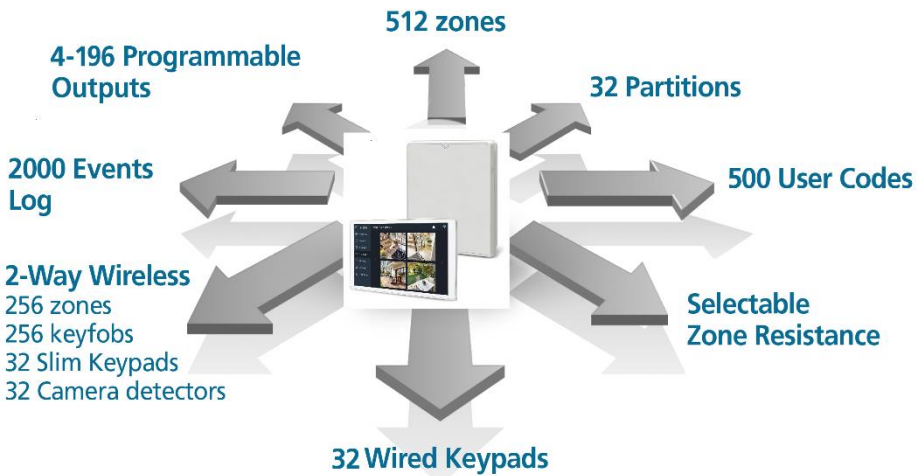 512 zones
4-196 Programmable
Outputs
32 Partitions
2000 Events
Log
500 User Codes
2-Way Wireless
256 zones
256 keyfobs
32 Slim Keypads
32 Camera detectors
Selectable
Zone Resistance
32 Wired Keypads